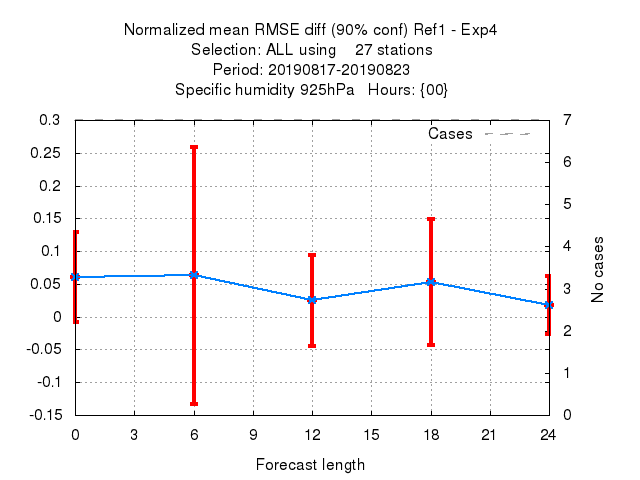 Normalized mean RMSE diff (90% conf) Ref1 - Exp4
Selection: ALL using    27 stations
Period: 20190817-20190823
Specific humidity 925hPa   Hours: {00}
Cases
0.3
0.25
0.2
0.15
0.1
0.05
0
-0.05
-0.1
-0.15
7
6
5
4
3
2
1
0
No cases
0 3 6 9 12 15 18 21 24
Forecast length